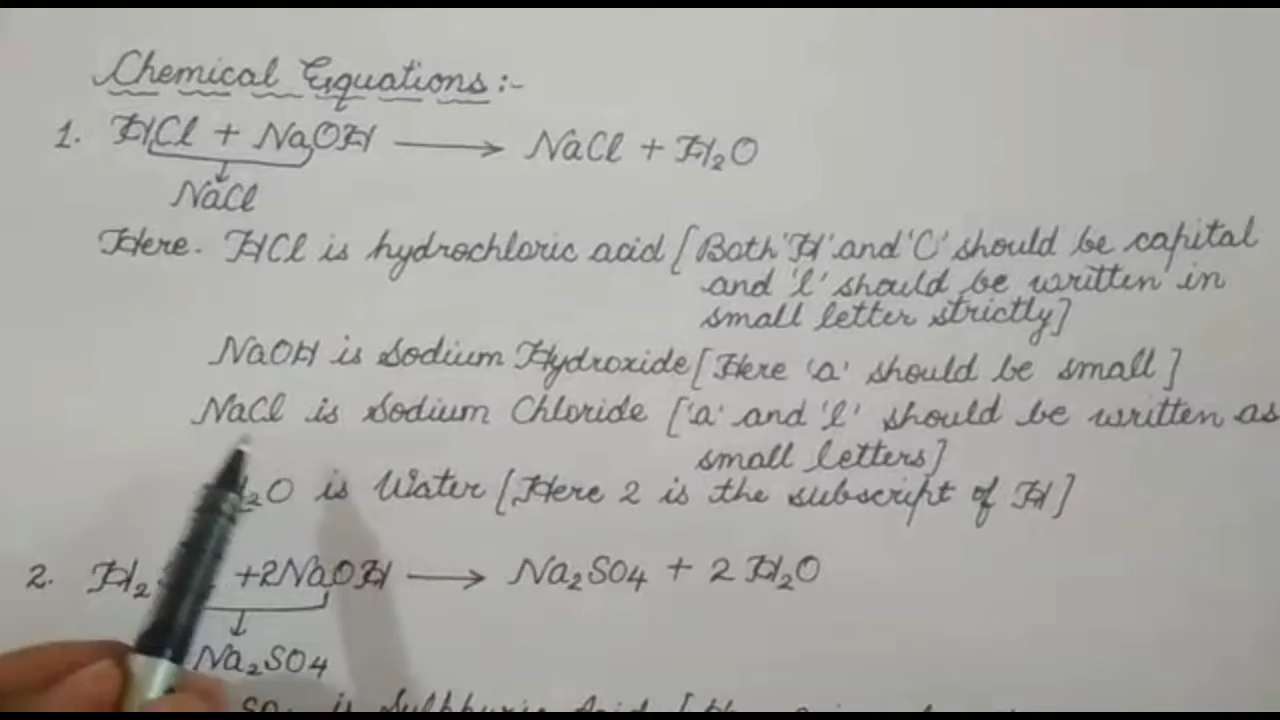 Chemical Equations:-
1. HCl + NaOH → NaCl + H₂O
NaCl
Here. HCl is hydrochloric acid [Both 'H' and 'C' should be capital
and 'l' should be written in
small letter strictly]
NaOH is Sodium Hydroxide [Here 'a' should be small]
NaCl is Sodium Chloride ['a' and 'l' should be written as
small letters]
₂O is Water [Here 2 is the subscript of H]
2. H₂ +2NaOH → Na₂SO₄ + 2H₂O
Na₂SO₄
is Sulphuric Acid [